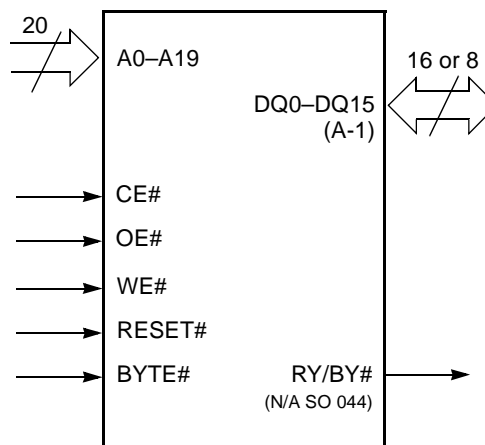 20
A0–A19
16 or 8
DQ0–DQ15
(A-1)
CE#
OE#
WE#
RESET#
BYTE#
RY/BY#
(N/A SO 044)